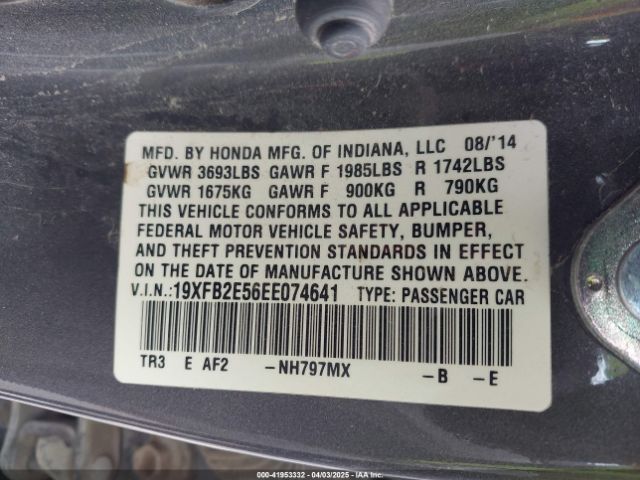 MFD. BY HONDA MFG. OF INDIANA, LLC 08/'14
GVWR 3693LBS GAWR F 1985LBS R 1742LBS
GVWR 1675KG GAWR F 900KG R 790KG
THIS VEHICLE CONFORMS TO ALL APPLICABLE
FEDERAL MOTOR VEHICLE SAFETY, BUMPER,
AND THEFT PREVENTION STANDARDS IN EFFECT
ON THE DATE OF MANUFACTURE SHOWN ABOVE.
V.I.N.:19XFB2E56EE074641 TYPE: PASSENGER CAR
TR3 E AF2 -NH797MX -B -E
000-41953332 04/03/2025 IAAI.COM